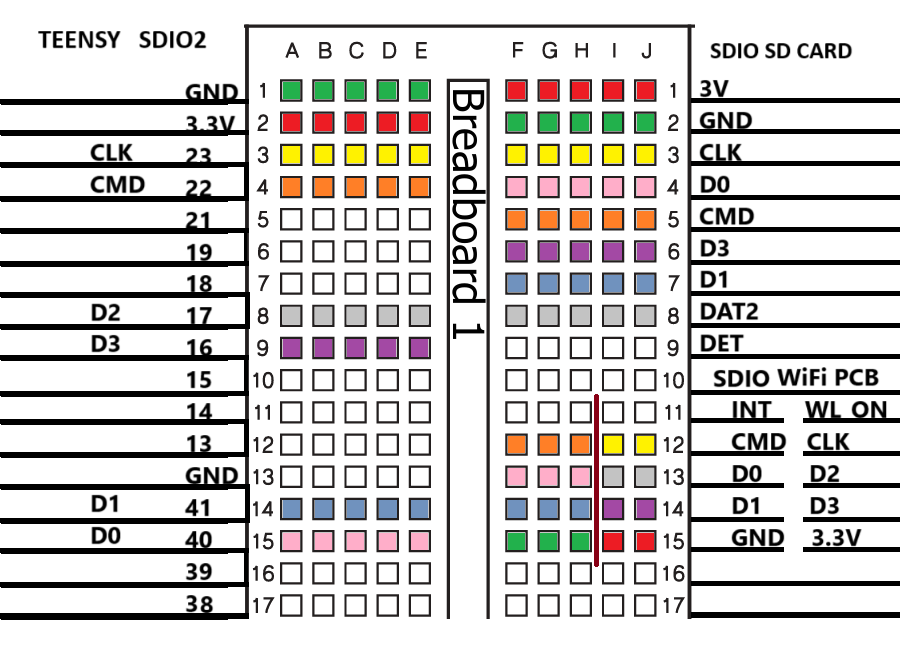 TEENSY SDIO2
SDIO SD CARD
A B C D E F G H I J
GND 1 1 3V
3.3V 2 2 GND
CLK 23 3 3 CLK
CMD 22 4 4 D0
21 5 5 CMD
19 6 6 D3
18 7 7 D1
D2 17 8 8 DAT2
D3 16 9 9 DET
15 10 10 SDIO WiFi PCB
14 11 11 INT WL ON
13 12 12 CMD CLK
GND 13 13 D0 D2
D1 41 14 14 D1 D3
D0 40 15 15 GND 3.3V
39 16 16
38 17 17
Breadboard 1